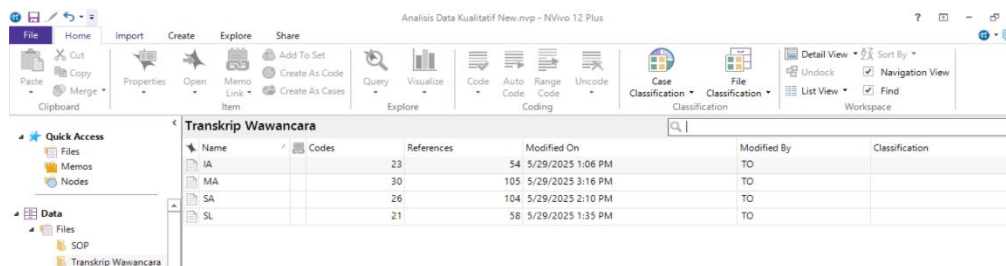 Analisis Data Kualitatif New.nvp - NVivo 12 Plus
File Home Import Create Explore Share
Paste
Cut
Copy
Merge
Clipboard
Properties
Open
Memo Link
Add To Set
Create As Code
Create As Cases
Item
Query
Visualize
Explore
Code
Auto Code
Range Code
Uncode
Coding
Case Classification
File Classification
Classification
Detail View
Undock
List View
Sort By
Navigation View
Find
Workspace
Quick Access
Files
Memos
Nodes
Data
Files
SOP
Transkrip Wawancara
Transkrip Wawancara
Name Codes References Modified On Modified By Classification
IA 23 54 5/29/2025 1:06 PM TO
MA 30 105 5/29/2025 3:16 PM TO
SA 26 104 5/29/2025 2:10 PM TO
SL 21 58 5/29/2025 1:35 PM TO